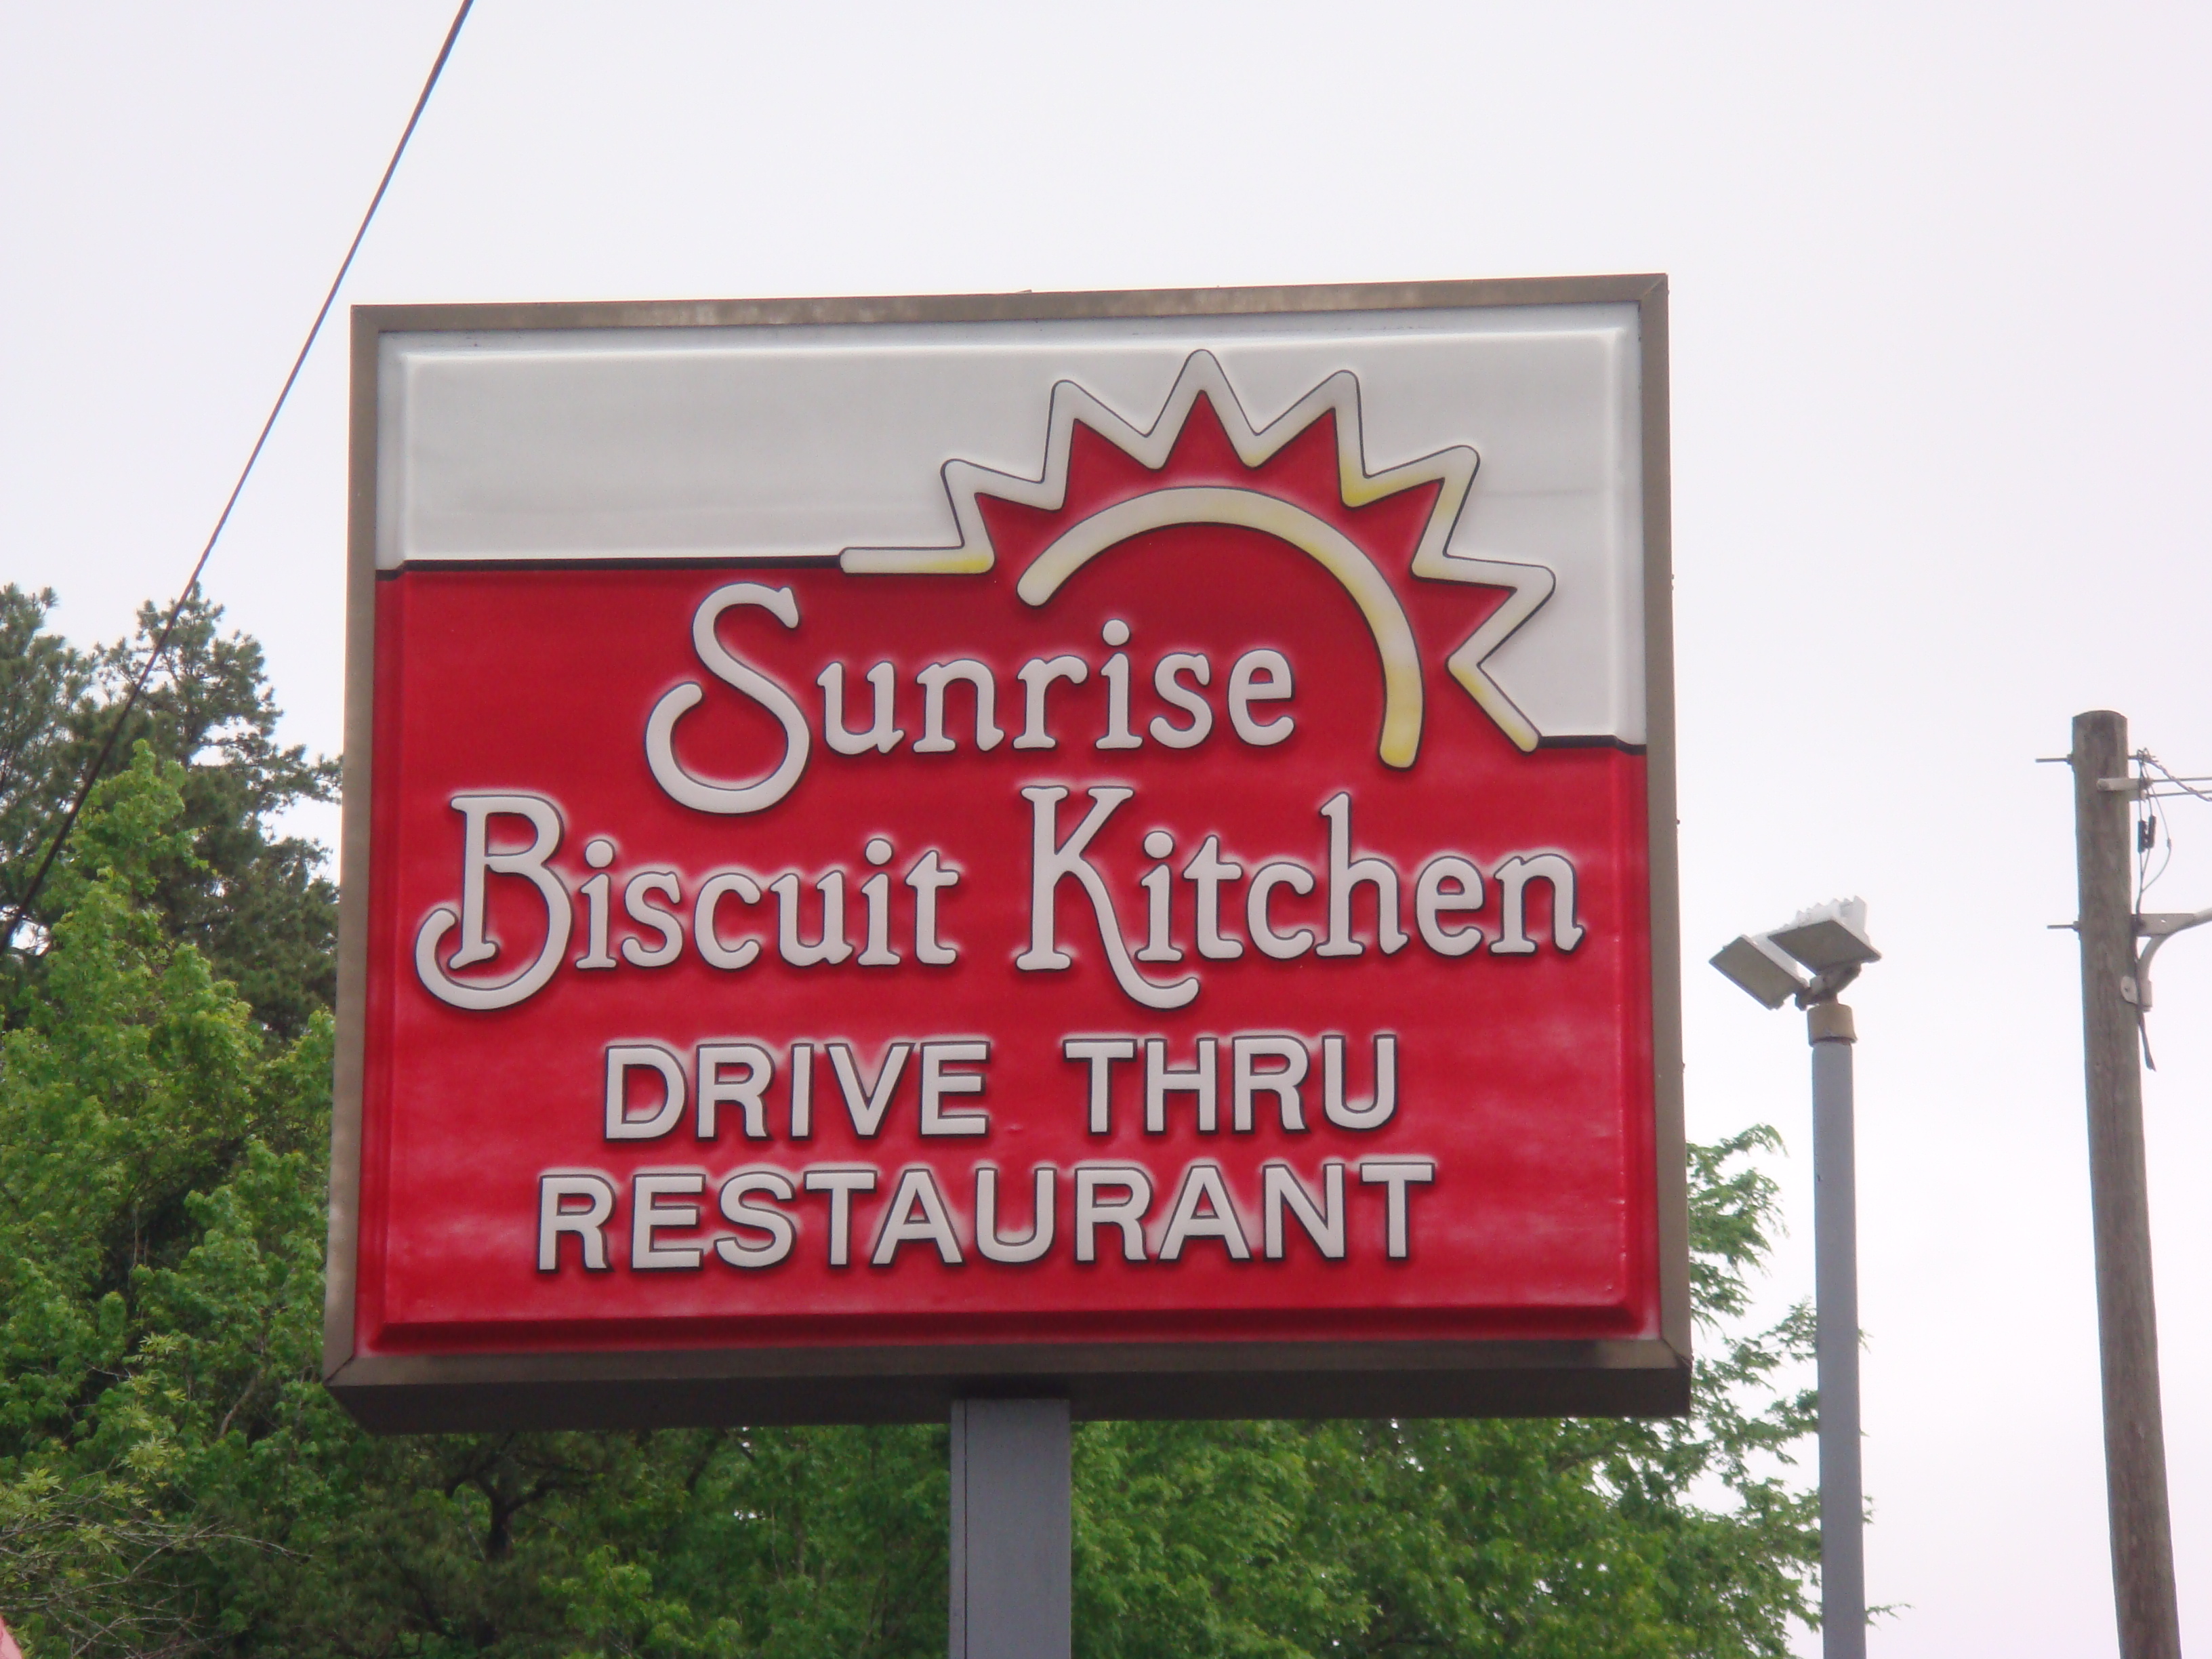 Sunrise
Biscuit Kitchen
DRIVE THRU
RESTAURANT